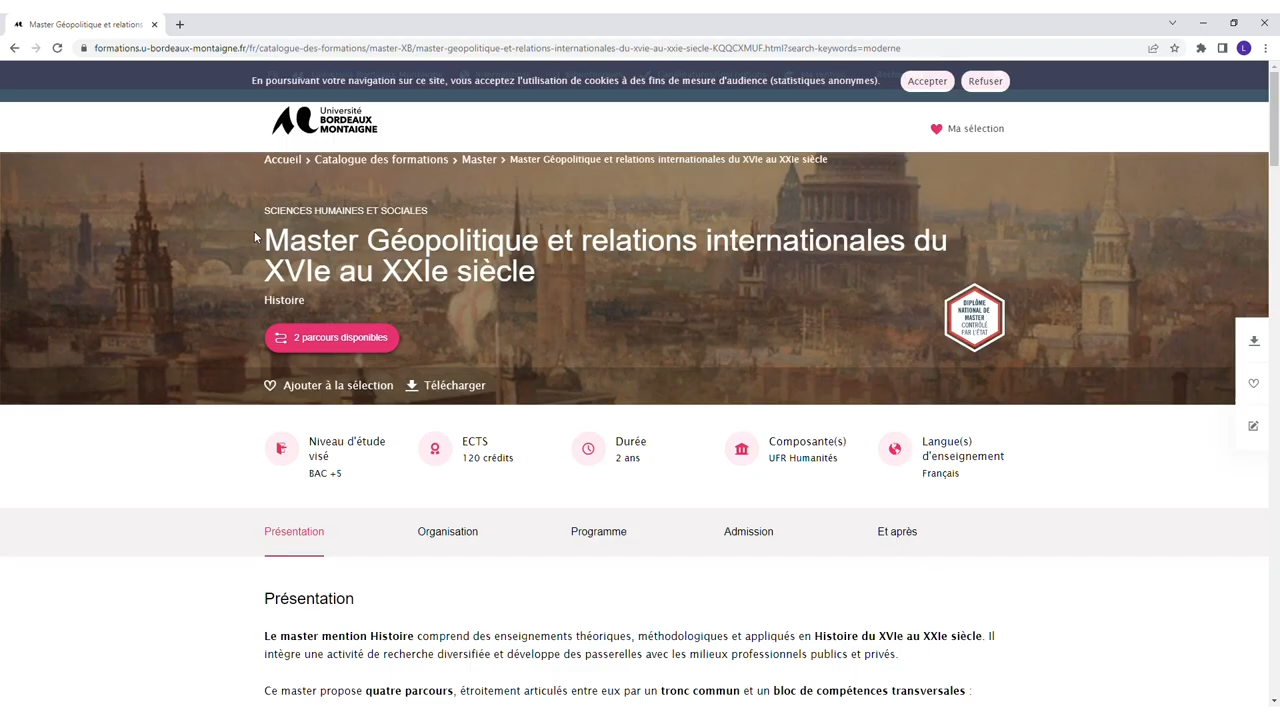 Master Géopolitique et relations
formations.u-bordeaux-montaigne.fr/fr/catalogue-des-formations/master-XB/master-geopolitique-et-relations-internationales-du-xvie-au-xxie-siecle-KQQCXMUF.html?search-keywords=moderne
L
En poursuivant votre navigation sur ce site, vous acceptez l'utilisation de cookies à des fins de mesure d'audience (statistiques anonymes).
Accepter
Refuser
Université
BORDEAUX
MONTAIGNE
Ma sélection
Accueil > Catalogue des formations > Master > Master Géopolitique et relations internationales du XVIe au XXIe siècle
SCIENCES HUMAINES ET SOCIALES
Master Géopolitique et relations internationales du
XVIe au XXIe siècle
Histoire
DIPLÔME
NATIONAL DE
MASTER
CONTRÔLÉ
PAR L'ÉTAT
2 parcours disponibles
Ajouter à la sélection
Télécharger
Niveau d'étude
visé
BAC +5
ECTS
120 crédits
Durée
2 ans
Composante(s)
UFR Humanités
Langue(s)
d'enseignement
Français
Présentation
Organisation
Programme
Admission
Et après
Présentation
Le master mention Histoire comprend des enseignements théoriques, méthodologiques et appliqués en Histoire du XVIe au XXIe siècle. Il
intègre une activité de recherche diversifiée et développe des passerelles avec les milieux professionnels publics et privés.
Ce master propose quatre parcours, étroitement articulés entre eux par un tronc commun et un bloc de compétences transversales :